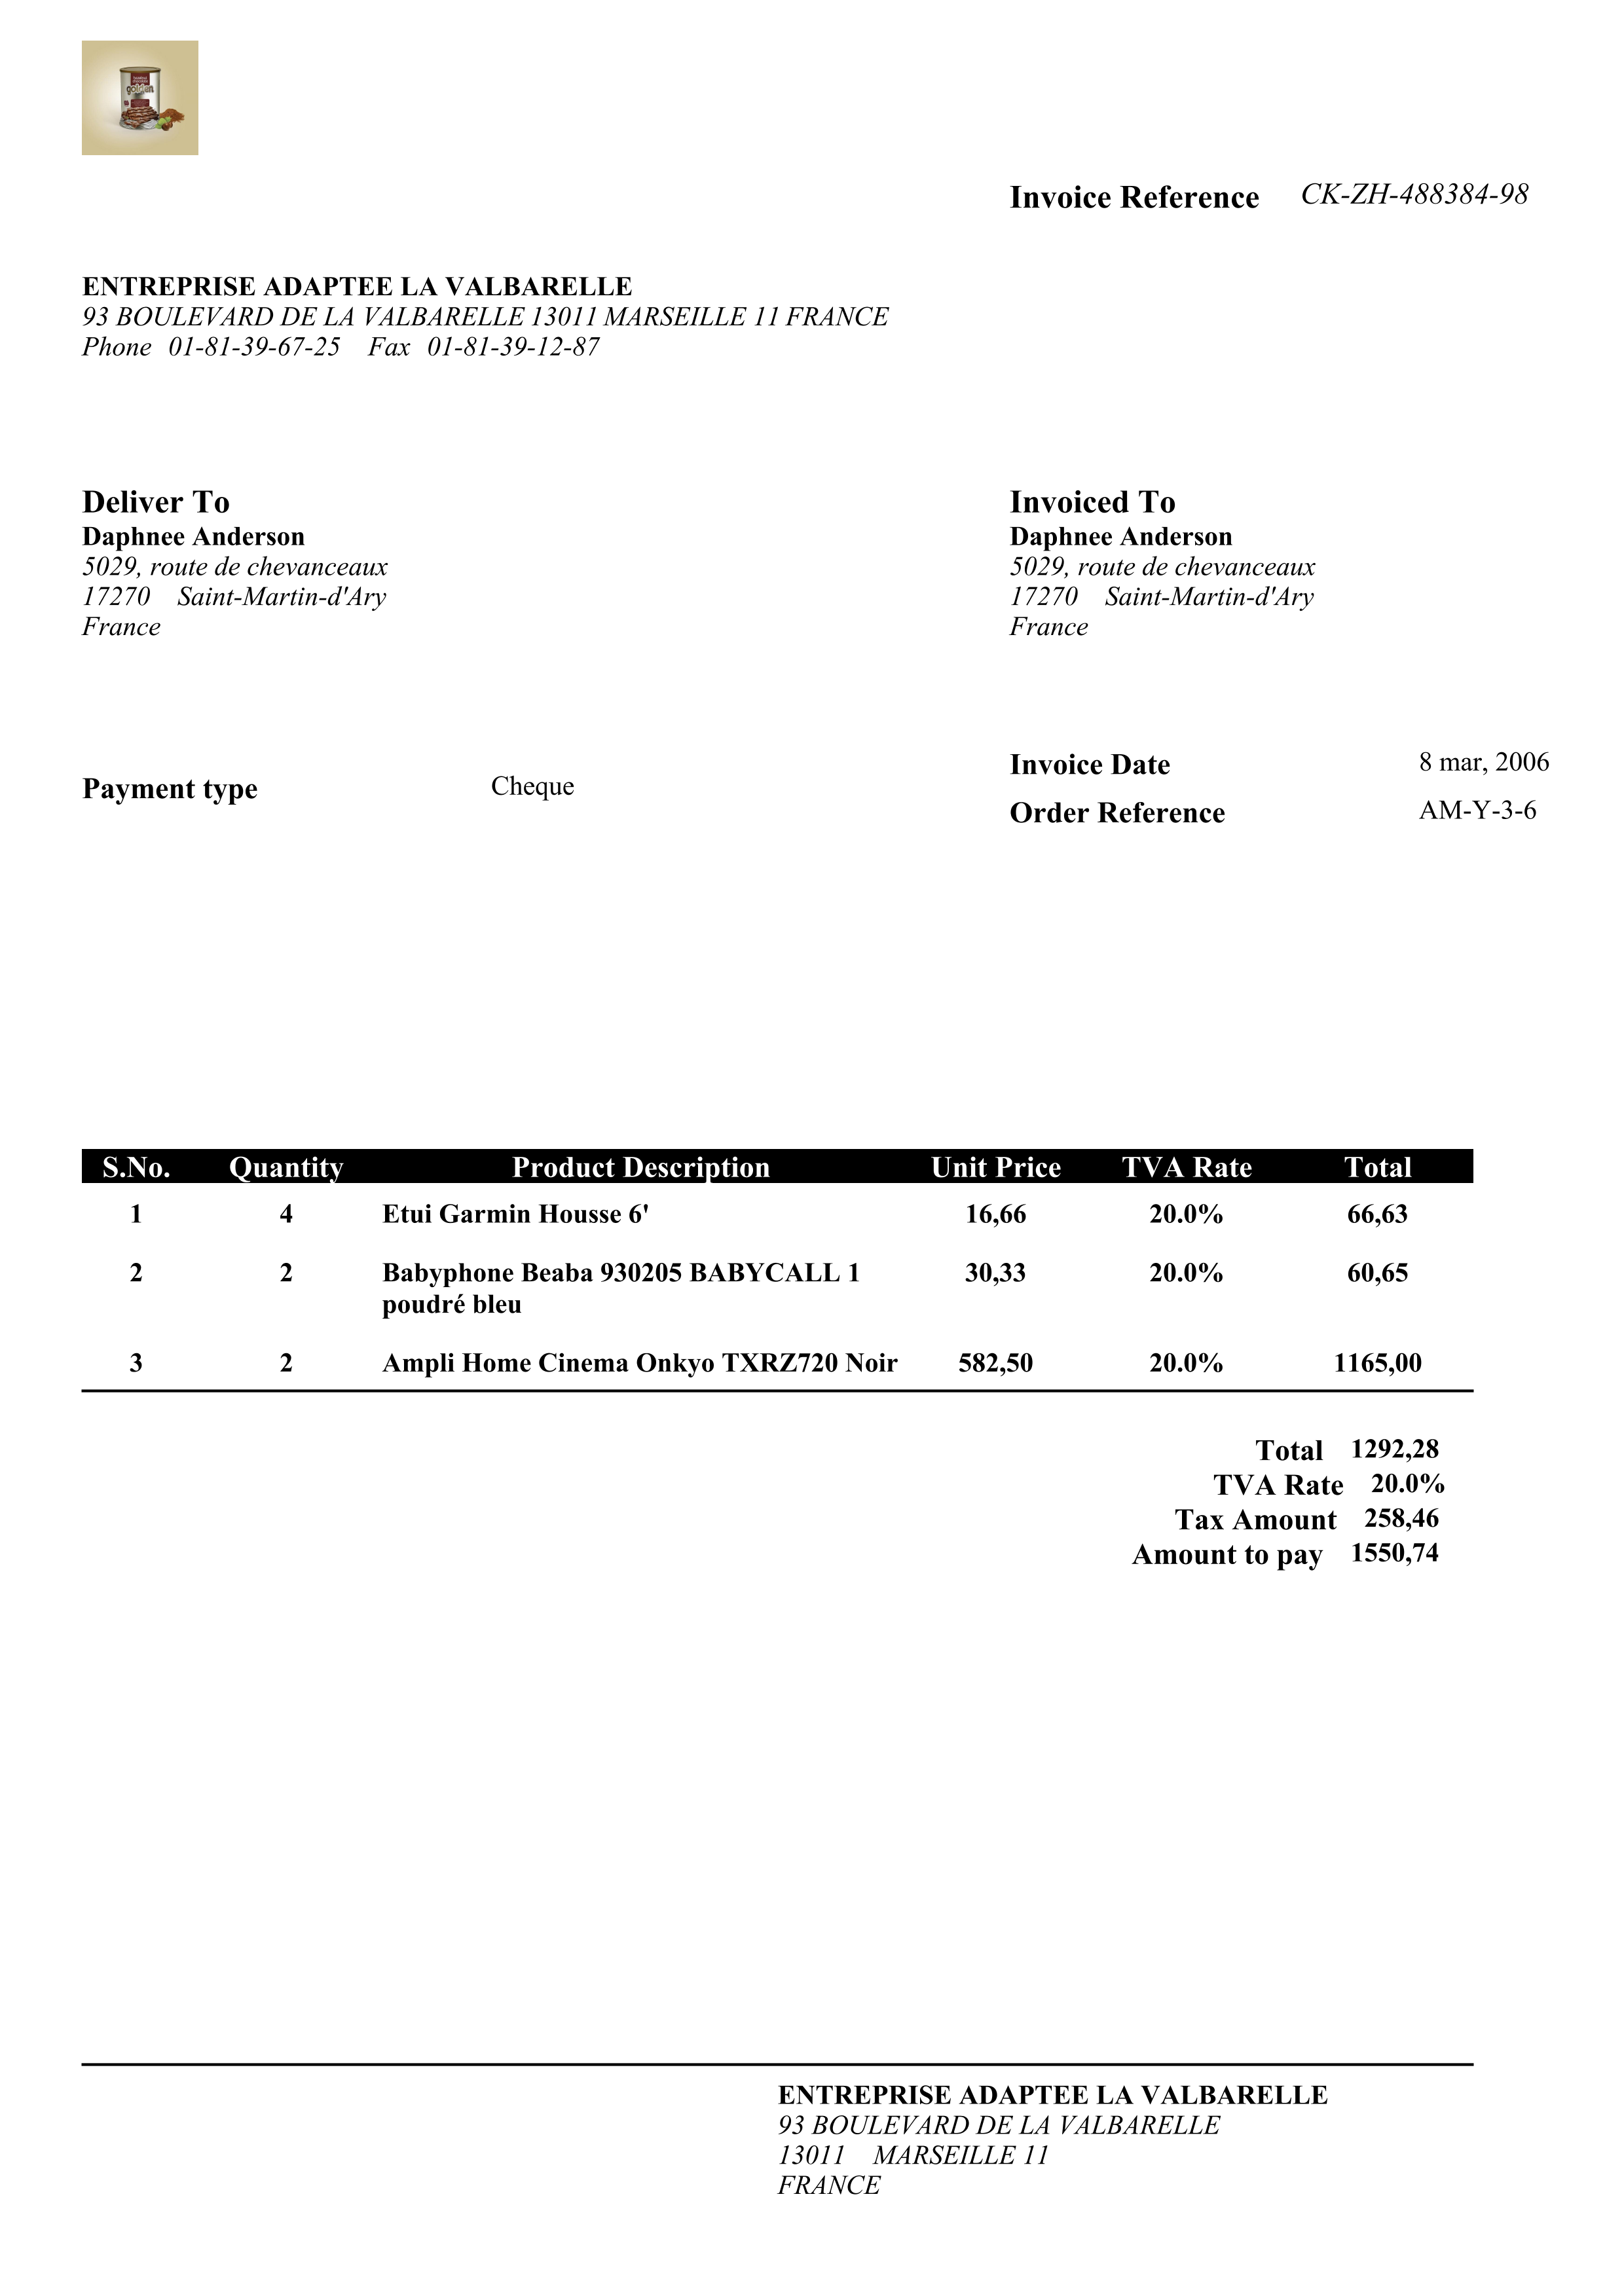 golden
Invoice Reference CK-ZH-488384-98
ENTREPRISE ADAPTEE LA VALBARELLE
93 BOULEVARD DE LA VALBARELLE 13011 MARSEILLE 11 FRANCE
Phone 01-81-39-67-25 Fax 01-81-39-12-87
Deliver To
Daphnee Anderson
5029, route de chevanceaux
17270 Saint-Martin-d'Ary
France
Invoiced To
Daphnee Anderson
5029, route de chevanceaux
17270 Saint-Martin-d'Ary
France
Payment type Cheque
Invoice Date 8 mar, 2006
Order Reference AM-Y-3-6
S.No. Quantity Product Description Unit Price TVA Rate Total
1 4 Etui Garmin Housse 6' 16,66 20.0% 66,63
2 2 Babyphone Beaba 930205 BABYCALL 1 30,33 20.0% 60,65
poudré bleu
3 2 Ampli Home Cinema Onkyo TXRZ720 Noir 582,50 20.0% 1165,00
Total 1292,28
TVA Rate 20.0%
Tax Amount 258,46
Amount to pay 1550,74
ENTREPRISE ADAPTEE LA VALBARELLE
93 BOULEVARD DE LA VALBARELLE
13011 MARSEILLE 11
FRANCE